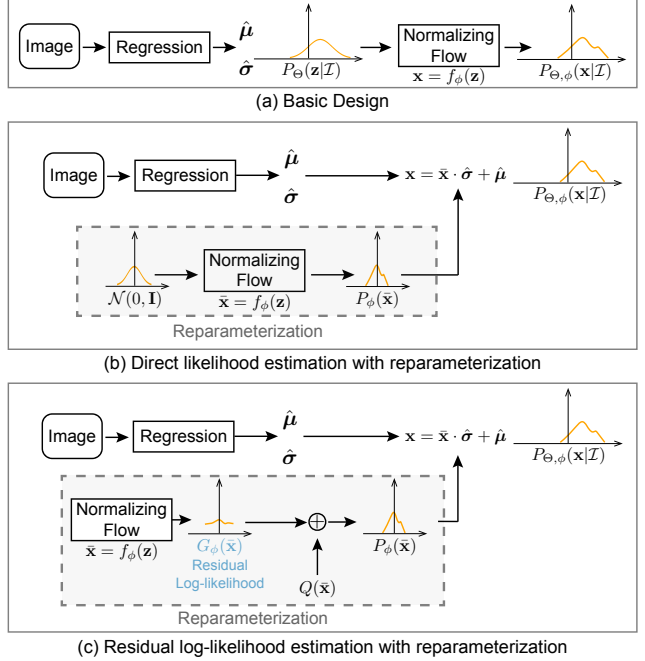 Image
Regression
μ̂
σ̂
P_Θ(z|I)
Normalizing
Flow
x = f_ϕ(z)
P_Θ,ϕ(x|I)
(a) Basic Design
Image
Regression
μ̂
σ̂
x = x̄ · σ̂ + μ̂
P_Θ,ϕ(x|I)
N(0, I)
Normalizing
Flow
x̄ = f_ϕ(z)
P_ϕ(x̄)
Reparameterization
(b) Direct likelihood estimation with reparameterization
Image
Regression
μ̂
σ̂
x = x̄ · σ̂ + μ̂
P_Θ,ϕ(x|I)
Normalizing
Flow
x̄ = f_ϕ(z)
G_ϕ(x̄)
Residual
Log-likelihood
Q(x̄)
P_ϕ(x̄)
Reparameterization
(c) Residual log-likelihood estimation with reparameterization